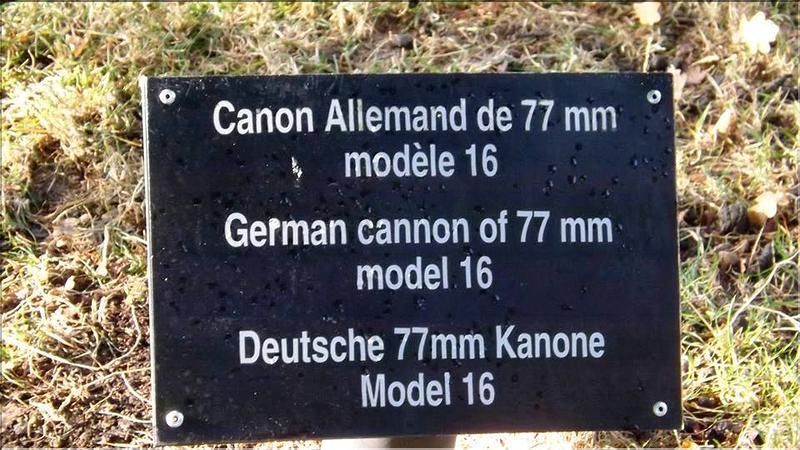 Canon Allemand de 77 mm
modèle 16
German cannon of 77 mm
model 16
Deutsche 77mm Kanone
Model 16